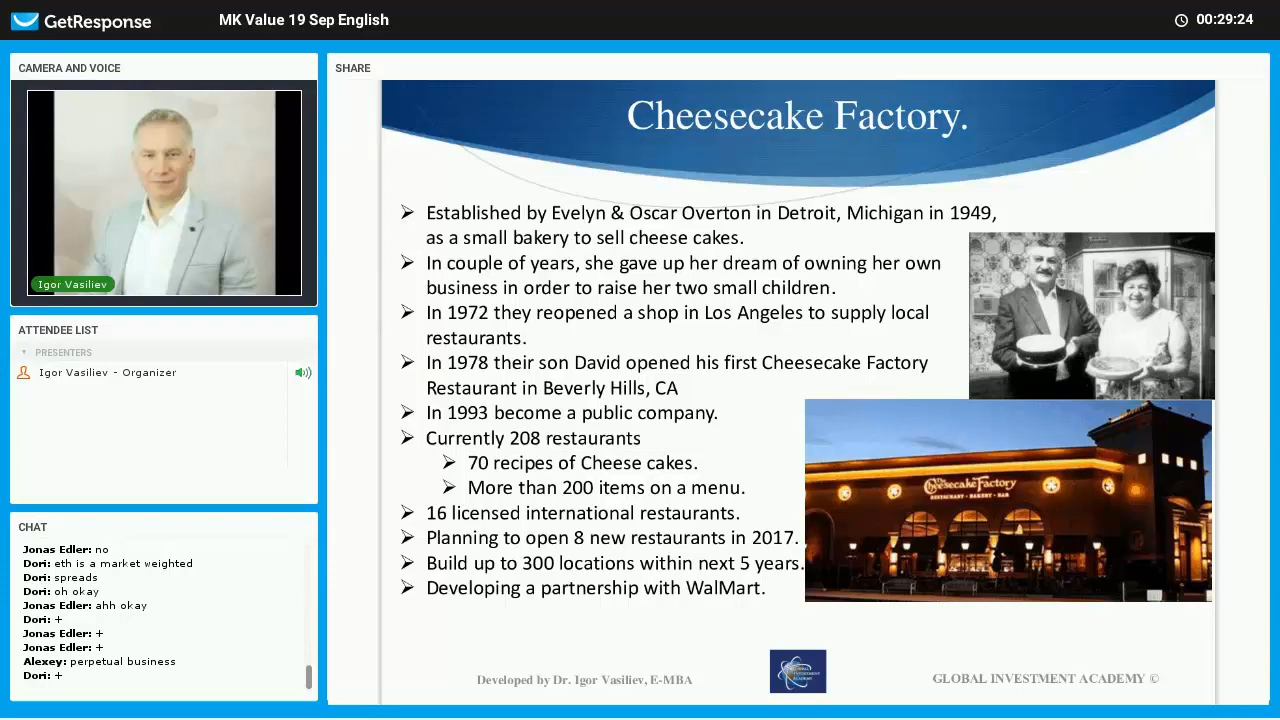 GetResponse
MK Value 19 Sep English
00:29:24
CAMERA AND VOICE
Igor Vasiliev
ATTENDEE LIST
PRESENTERS
Igor Vasiliev - Organizer
CHAT
Jonas Edler: no
Dori: eth is a market weighted
Dori: spreads
Dori: oh okay
Jonas Edler: ahh okay
Dori: +
Jonas Edler: +
Jonas Edler: +
Alexey: perpetual business
Dori: +
SHARE
Cheesecake Factory.
Established by Evelyn & Oscar Overton in Detroit, Michigan in 1949,
as a small bakery to sell cheese cakes.
In couple of years, she gave up her dream of owning her own
business in order to raise her two small children.
In 1972 they reopened a shop in Los Angeles to supply local
restaurants.
In 1978 their son David opened his first Cheesecake Factory
Restaurant in Beverly Hills, CA
In 1993 become a public company.
Currently 208 restaurants
70 recipes of Cheese cakes.
More than 200 items on a menu.
16 licensed international restaurants.
Planning to open 8 new restaurants in 2017.
Build up to 300 locations within next 5 years.
Developing a partnership with WalMart.
The Cheesecake Factory
RESTAURANT · BAKERY · BAR
Developed by Dr. Igor Vasiliev, E-MBA
GLOBAL INVESTMENT ACADEMY
GLOBAL INVESTMENT ACADEMY ©